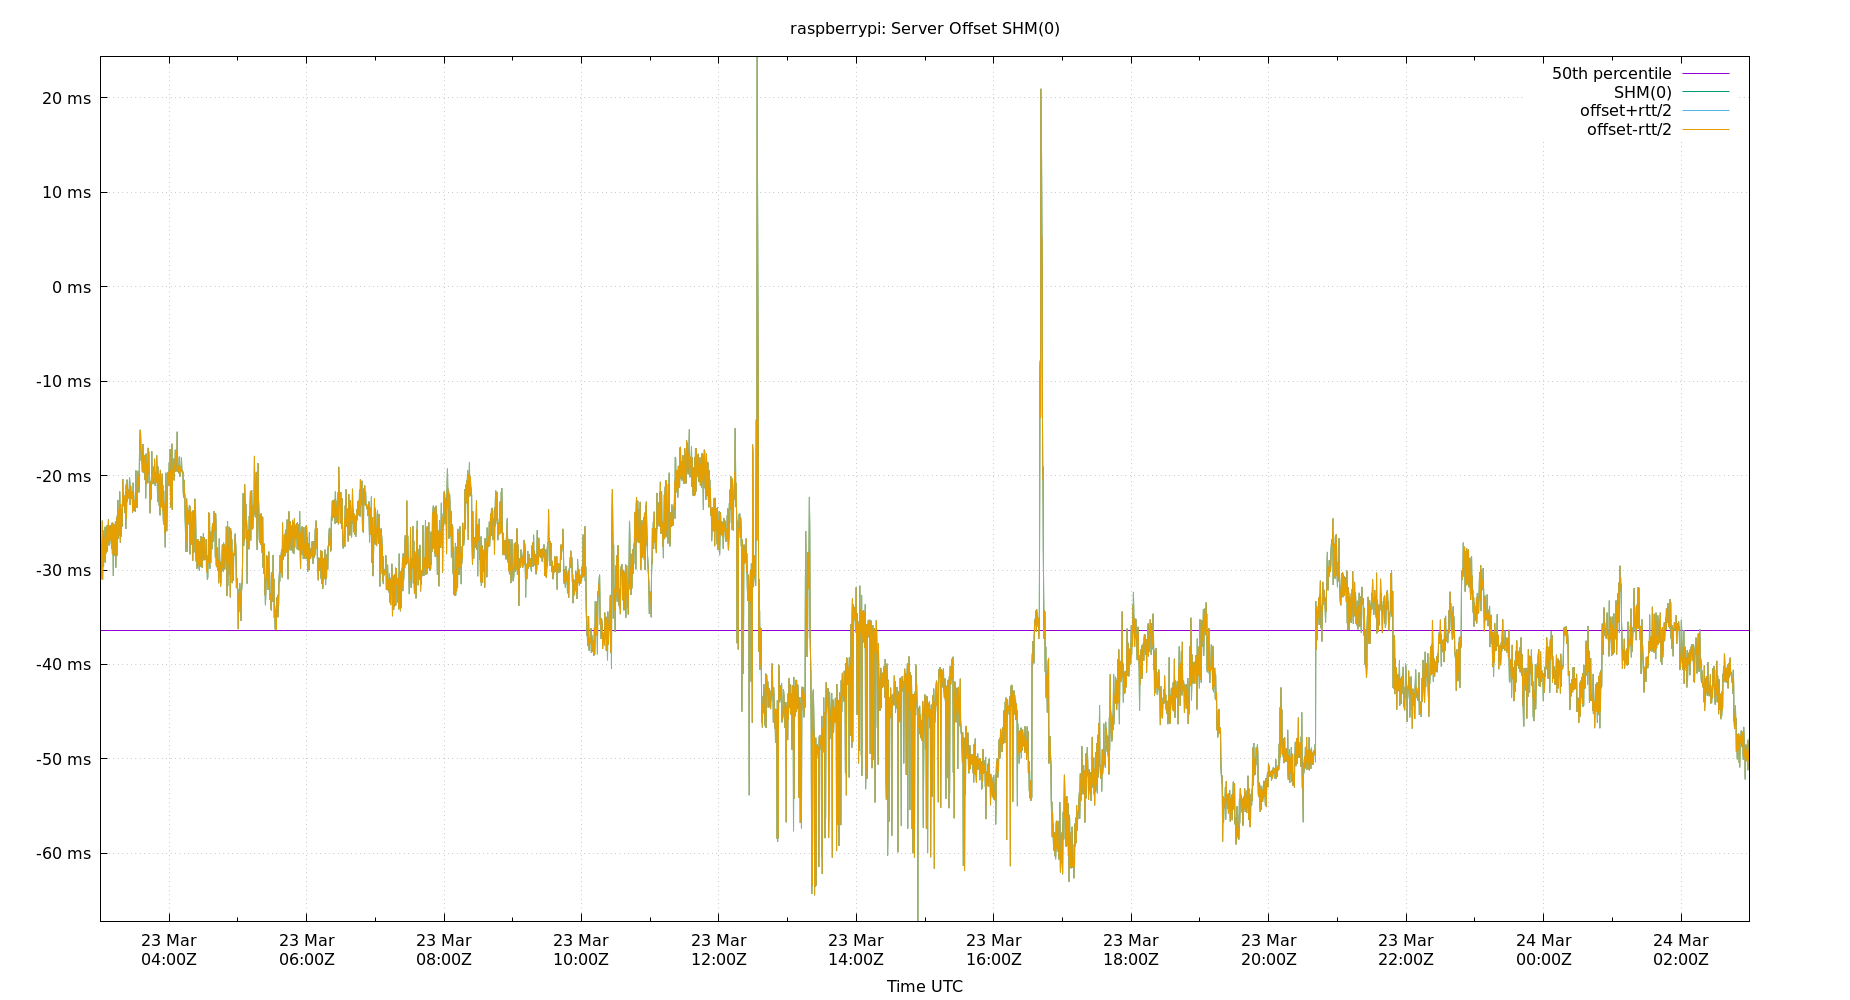 raspberrypi: Server Offset SHM(0)
50th percentile
SHM(0)
offset+rtt/2
offset-rtt/2
20 ms
10 ms
0 ms
-10 ms
-20 ms
-30 ms
-40 ms
-50 ms
-60 ms
23 Mar 23 Mar 23 Mar 23 Mar 23 Mar 23 Mar 23 Mar 23 Mar 23 Mar 23 Mar 24 Mar 24 Mar
04:00Z 06:00Z 08:00Z 10:00Z 12:00Z 14:00Z 16:00Z 18:00Z 20:00Z 22:00Z 00:00Z 02:00Z
Time UTC